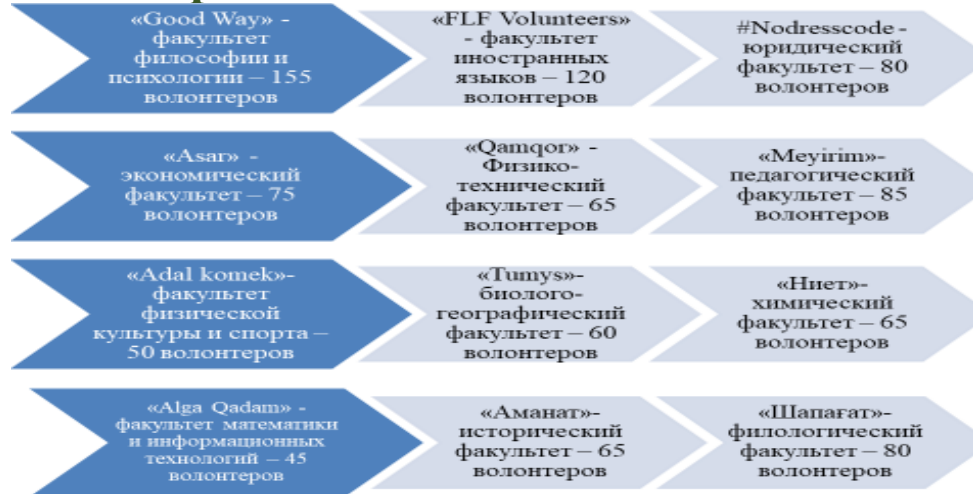 «Good Way» -
факультет
философии и
психологии – 155
волонтеров
«FLF Volunteers»
- факультет
иностранных
языков – 120
волонтеров
#Nodresscode -
юридический
факультет – 80
волонтеров
«Asar» -
экономический
факультет – 75
волонтеров
«Qamqor» -
Физико-
технический
факультет – 65
волонтеров
«Meyirim»-
педагогический
факультет – 85
волонтеров
«Adal komek»-
факультет
физической
культуры и спорта –
50 волонтеров
«Tumys»-
биолого-
географический
факультет – 60
волонтеров
«Ниет»-
химический
факультет – 65
волонтеров
«Alga Qadam» -
факультет математики
и информационных
технологий – 45
волонтеров
«Аманат»-
исторический
факультет – 65
волонтеров
«Шапағат»-
филологический
факультет – 80
волонтеров